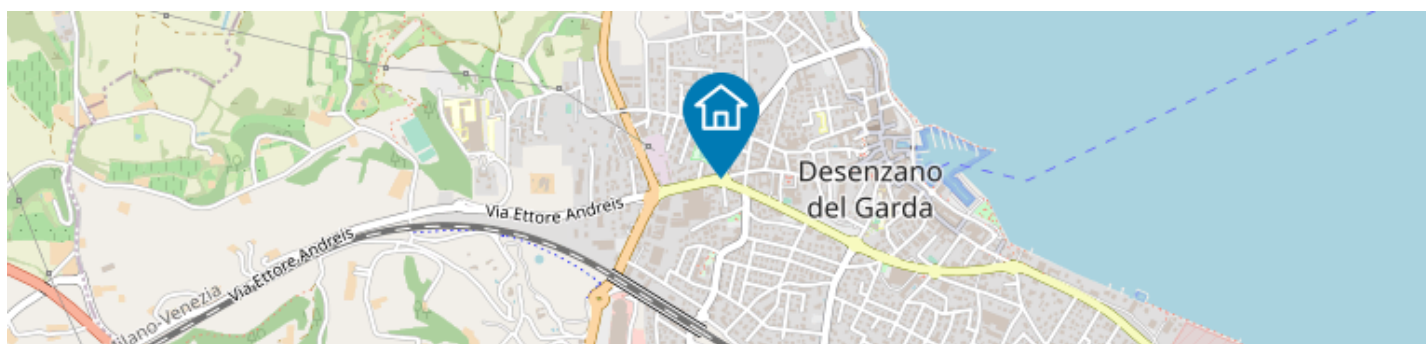 Desenzano
del Garda
Via Ettore Andreis
Via Ettore Andreis
Milano-Venezia